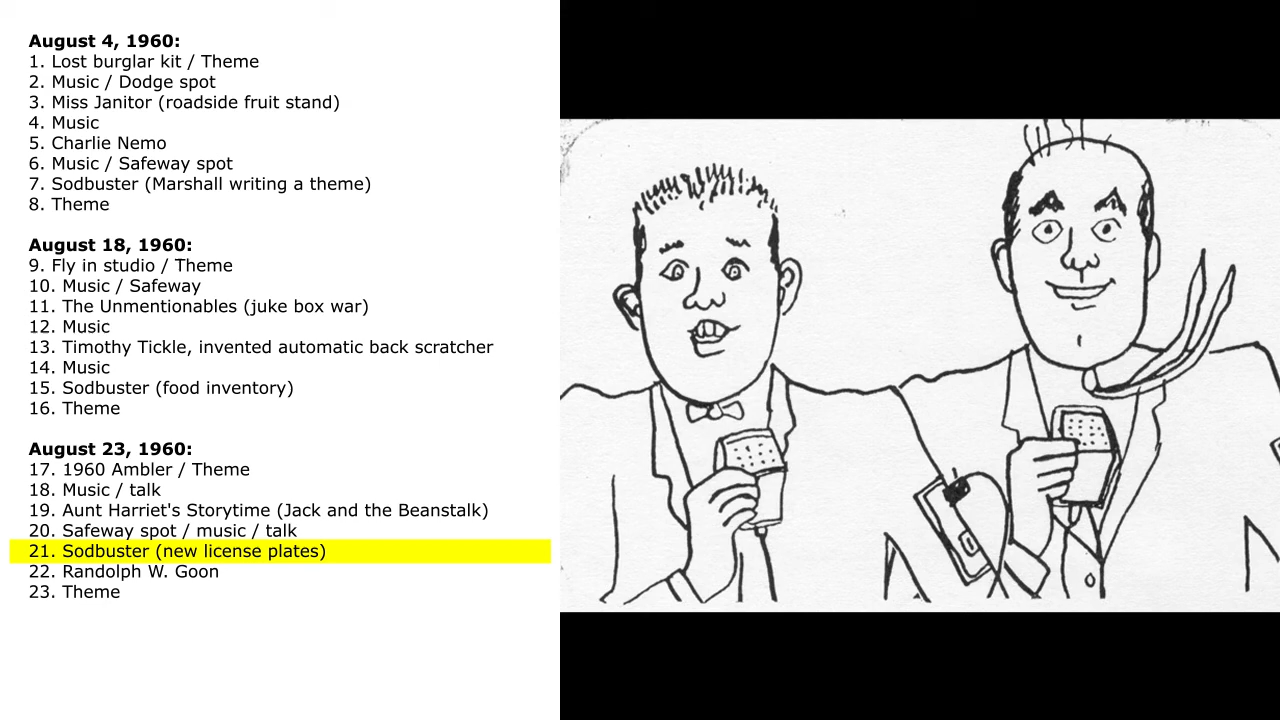 August 4, 1960:
1. Lost burglar kit / Theme
2. Music / Dodge spot
3. Miss Janitor (roadside fruit stand)
4. Music
5. Charlie Nemo
6. Music / Safeway spot
7. Sodbuster (Marshall writing a theme)
8. Theme
August 18, 1960:
9. Fly in studio / Theme
10. Music / Safeway
11. The Unmentionables (juke box war)
12. Music
13. Timothy Tickle, invented automatic back scratcher
14. Music
15. Sodbuster (food inventory)
16. Theme
August 23, 1960:
17. 1960 Ambler / Theme
18. Music / talk
19. Aunt Harriet's Storytime (Jack and the Beanstalk)
20. Safeway spot / music / talk
21. Sodbuster (new license plates)
22. Randolph W. Goon
23. Theme